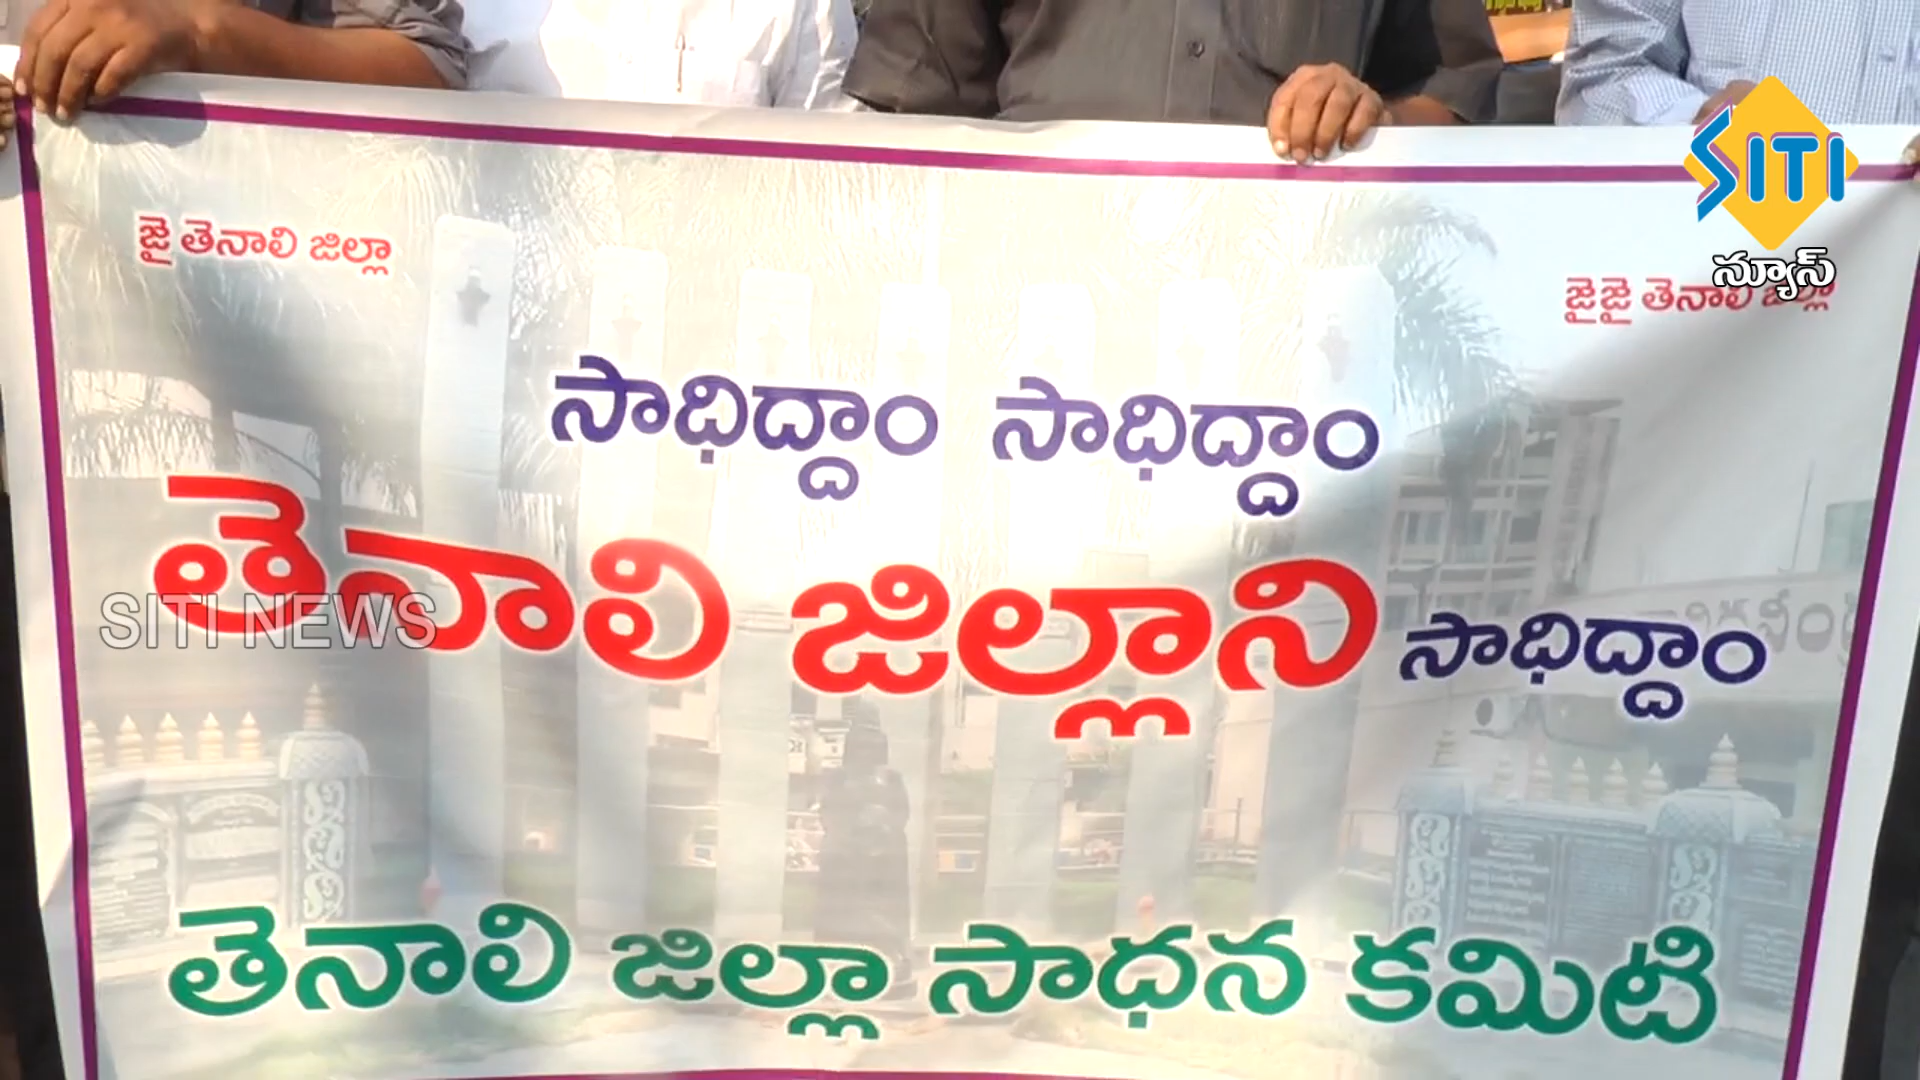 SITI
న్యూస్
జై తెనాలి జిల్లా
జైజై తెనాలి జిల్లా
సాధిద్దాం సాధిద్దాం
తెనాలి జిల్లాని సాధిద్దాం
SITI NEWS
తెనాలి జిల్లా సాధన కమిటి